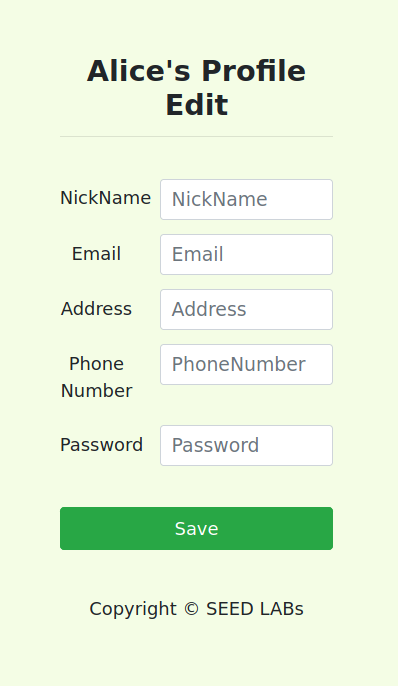 Alice's Profile
Edit
NickName NickName
Email Email
Address Address
Phone
Number PhoneNumber
Password Password
Save
Copyright © SEED LABs